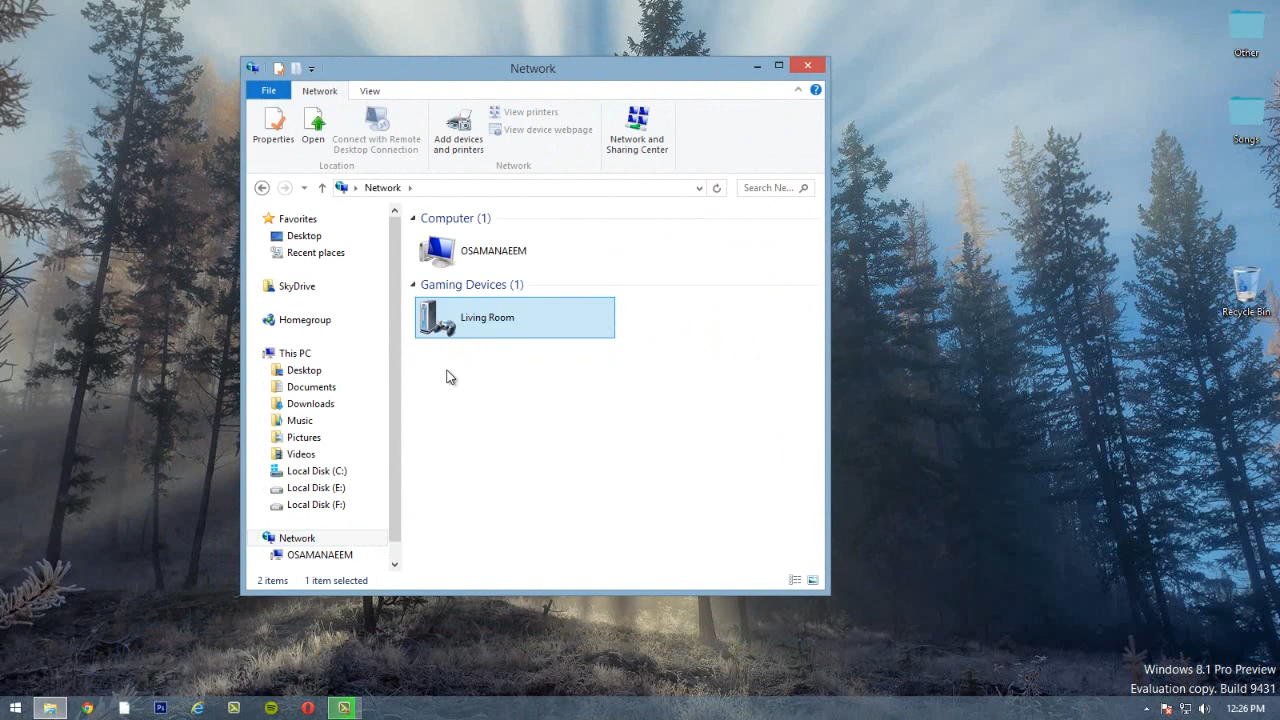 Other
Songs
Recycle Bin
Network
File
Network
View
Properties
Open
Connect with Remote
Desktop Connection
Add devices
and printers
View printers
View device webpage
Network and
Sharing Center
Location
Network
Network
Search Ne...
Favorites
Desktop
Recent places
SkyDrive
Homegroup
This PC
Desktop
Documents
Downloads
Music
Pictures
Videos
Local Disk (C:)
Local Disk (E:)
Local Disk (F:)
Network
OSAMANAEEM
Computer (1)
OSAMANAEEM
Gaming Devices (1)
Living Room
2 items 1 item selected
Windows 8.1 Pro Preview
Evaluation copy. Build 9431
Ps
12:26 PM